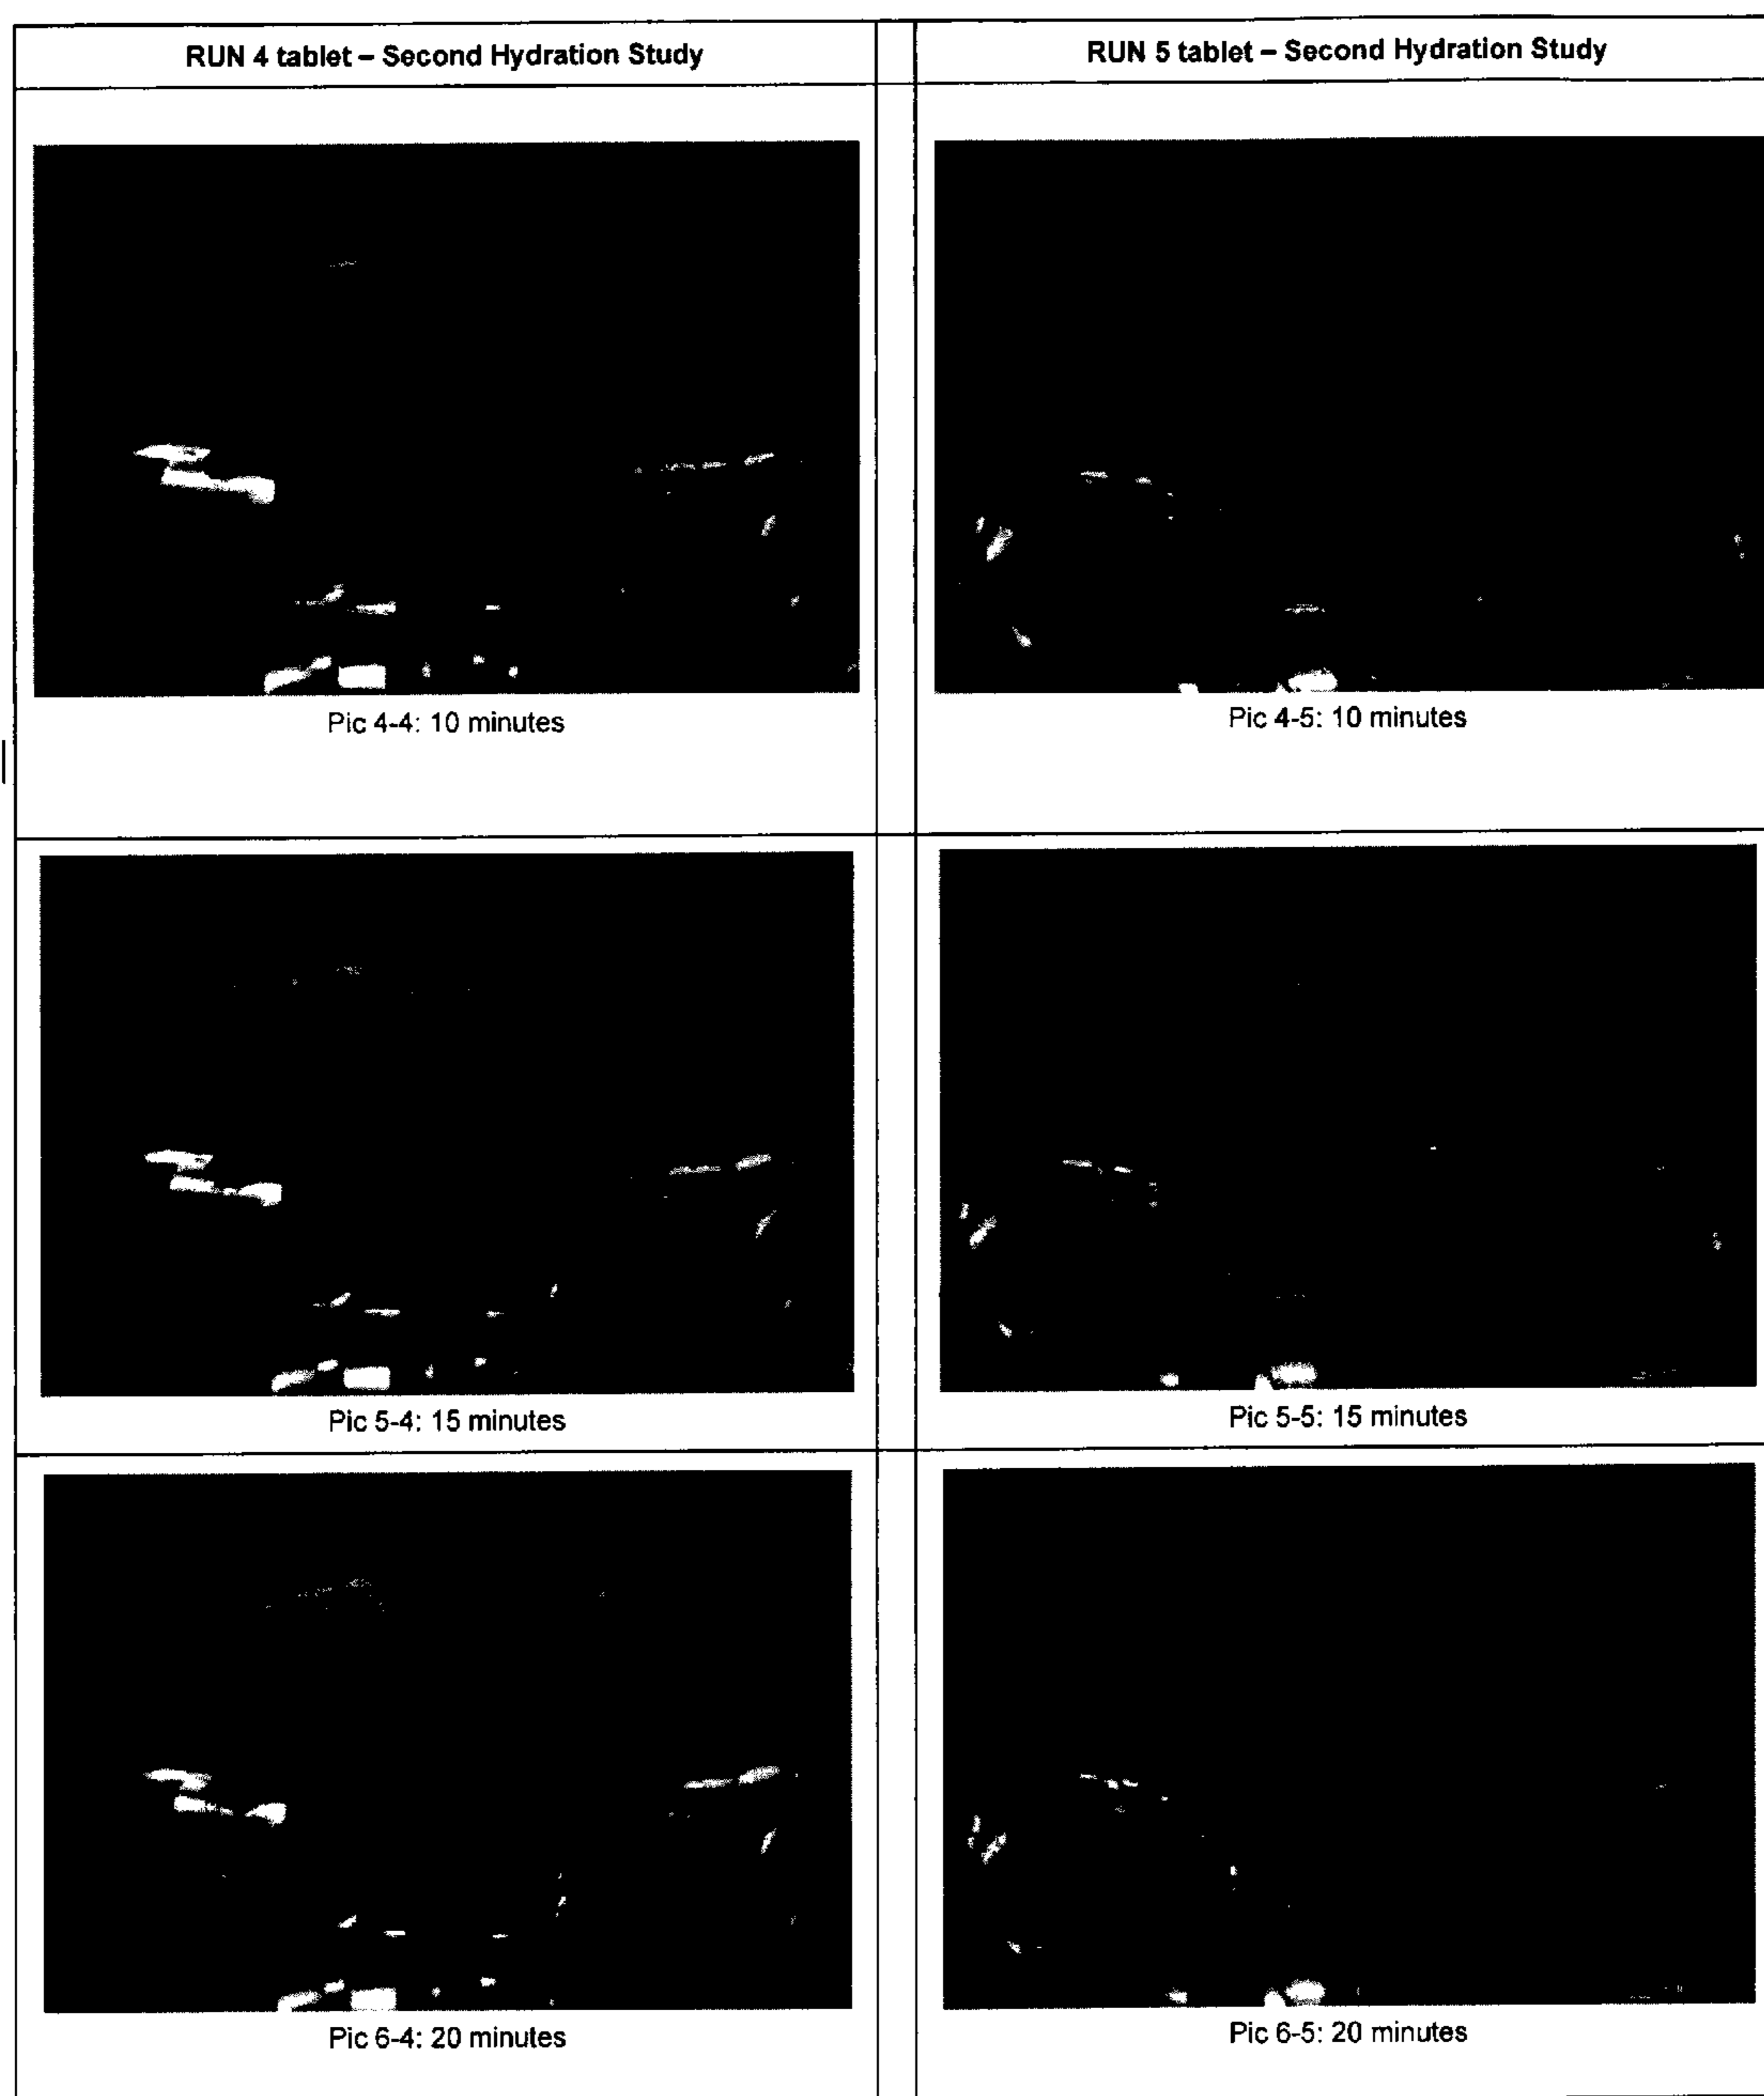 RUN 4 tablet – Second Hydration Study
RUN 5 tablet – Second Hydration Study
Pic 4-4: 10 minutes
Pic 4-5: 10 minutes
Pic 5-4: 15 minutes
Pic 5-5: 15 minutes
Pic 6-4: 20 minutes
Pic 6-5: 20 minutes